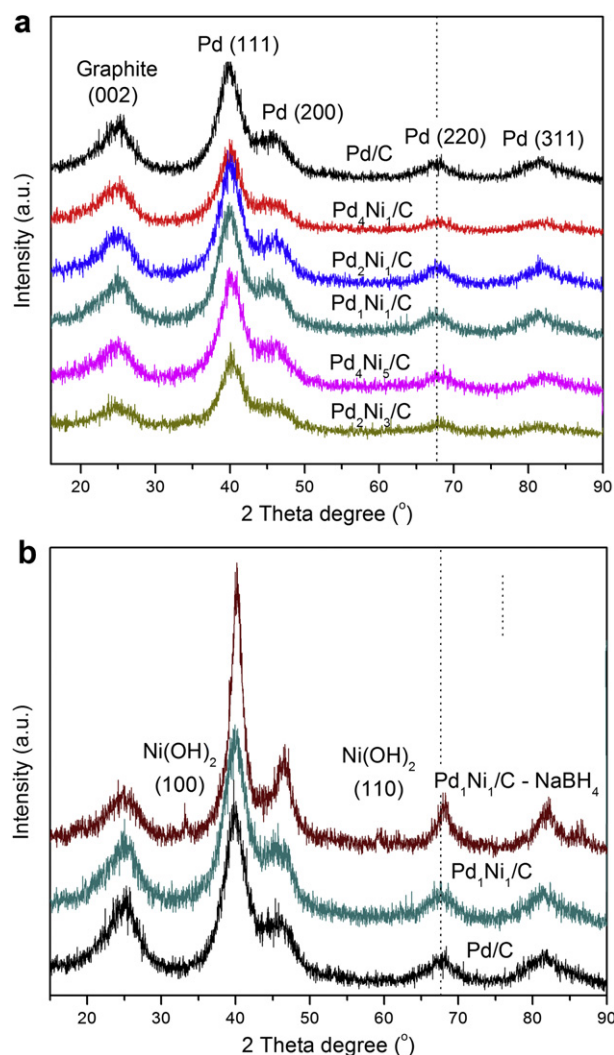 a
Pd (111)
Graphite
(002)
Pd (200)
Pd/C
Pd (220)
Pd (311)
Pd₄Ni₁/C
Pd₂Ni₁/C
Pd₁Ni₁/C
Pd₄Ni₅/C
Pd₂Ni₃/C
Intensity (a.u.)
20 30 40 50 60 70 80 90
2 Theta degree (°)
b
Ni(OH)₂
(100)
Ni(OH)₂
(110)
Pd₁Ni₁/C - NaBH₄
Pd₁Ni₁/C
Pd/C
Intensity (a.u.)
20 30 40 50 60 70 80 90
2 Theta degree (°)